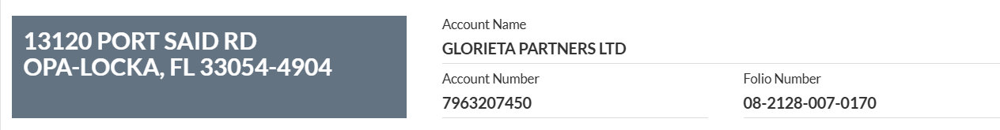 13120 PORT SAID RD
OPA-LOCKA, FL 33054-4904
Account Name
GLORIETA PARTNERS LTD
Account Number
7963207450
Folio Number
08-2128-007-0170